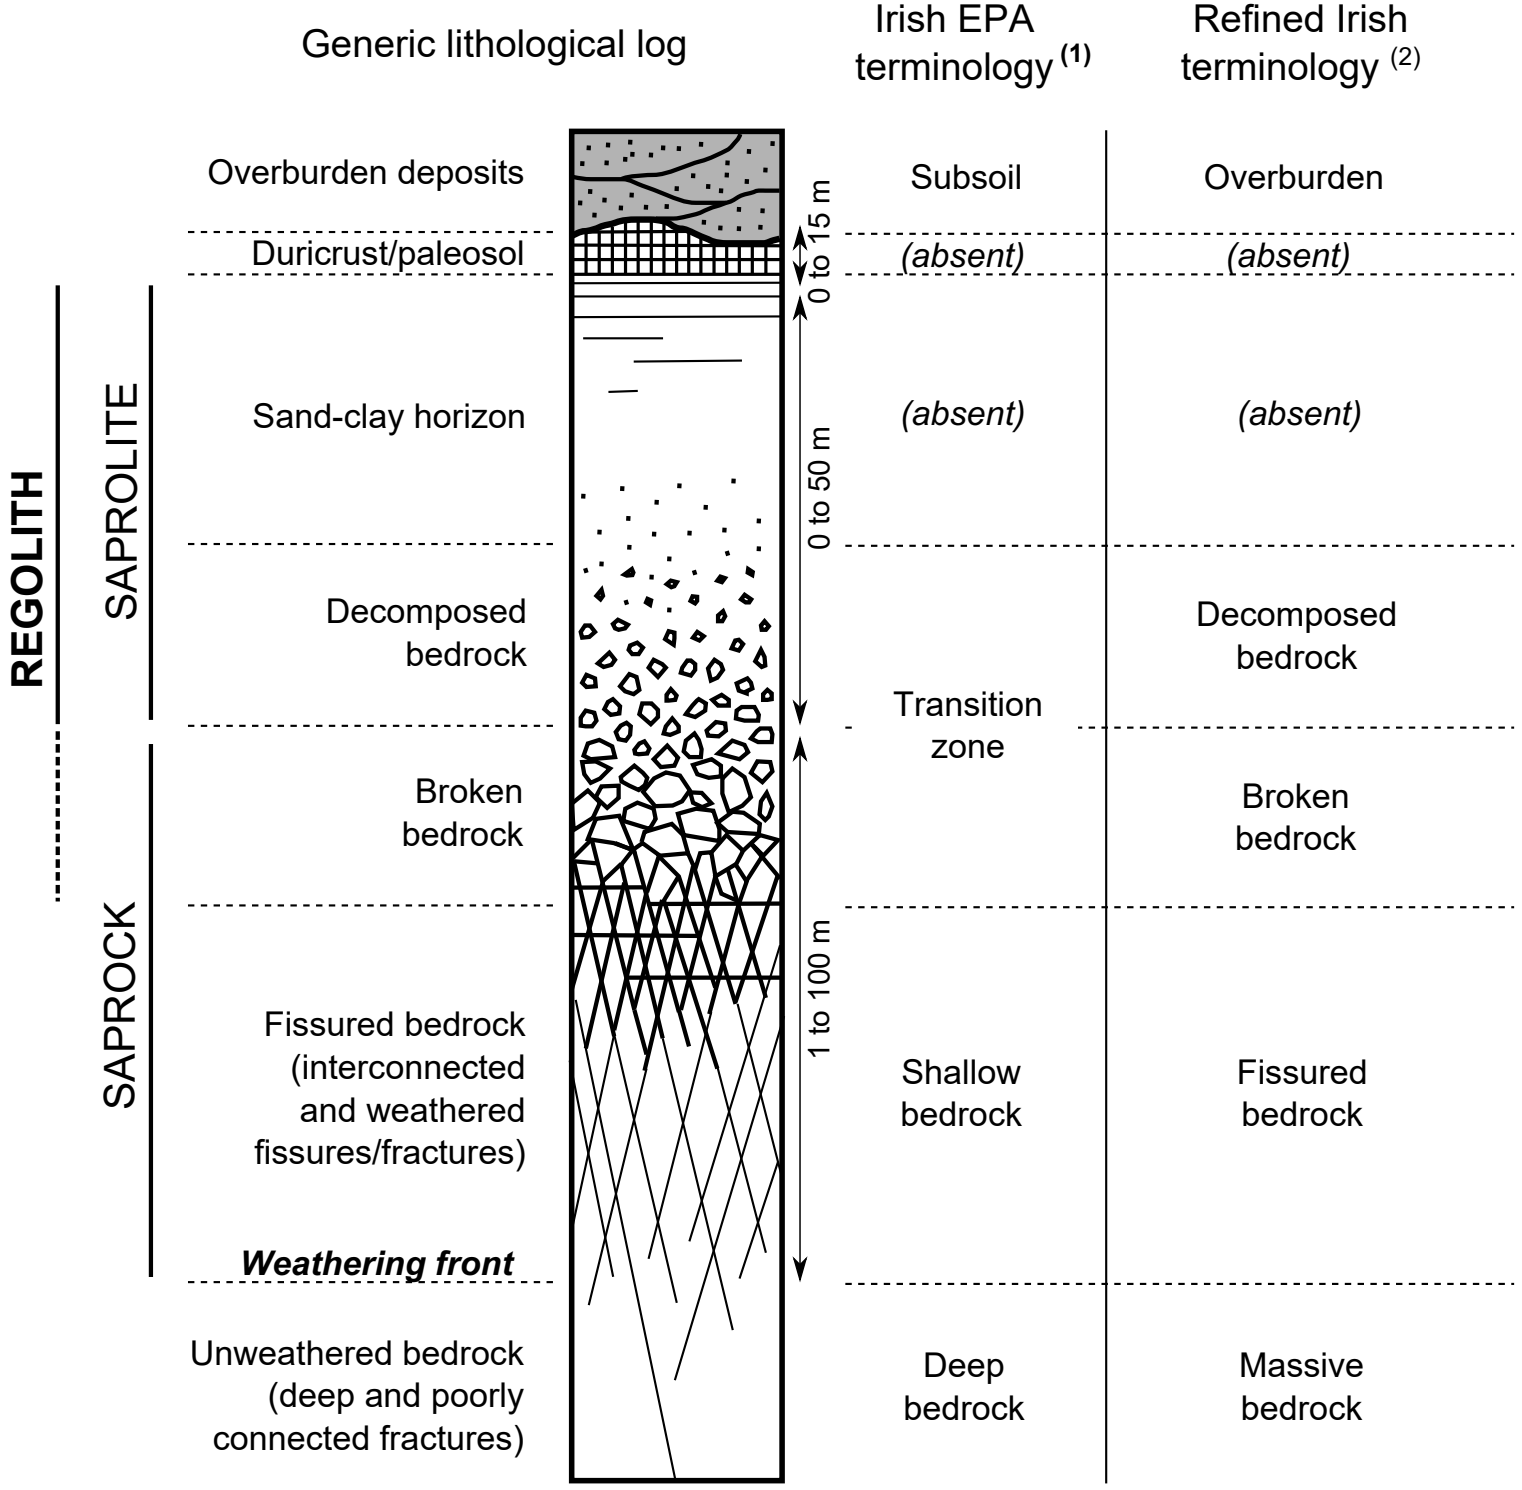 Generic lithological log
Irish EPA
terminology (1)
Refined Irish
terminology (2)
Overburden deposits
Subsoil
Overburden
Duricrust/paleosol
0 to 15 m
(absent)
(absent)
REGOLITH
SAPROLITE
Sand-clay horizon
0 to 50 m
(absent)
(absent)
Decomposed
bedrock
Transition
zone
Decomposed
bedrock
SAPROCK
Broken
bedrock
Broken
bedrock
1 to 100 m
Fissured bedrock
(interconnected
and weathered
fissures/fractures)
Shallow
bedrock
Fissured
bedrock
Weathering front
Unweathered bedrock
(deep and poorly
connected fractures)
Deep
bedrock
Massive
bedrock